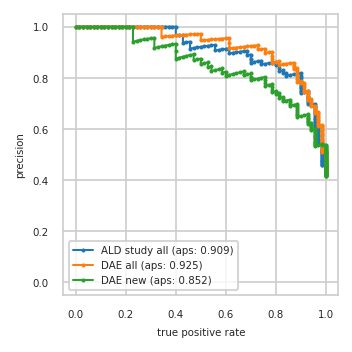 1.0
0.8
0.6
0.4
0.2
0.0
precision
ALD study all (aps: 0.909)
DAE all (aps: 0.925)
DAE new (aps: 0.852)
0.0 0.2 0.4 0.6 0.8 1.0
true positive rate